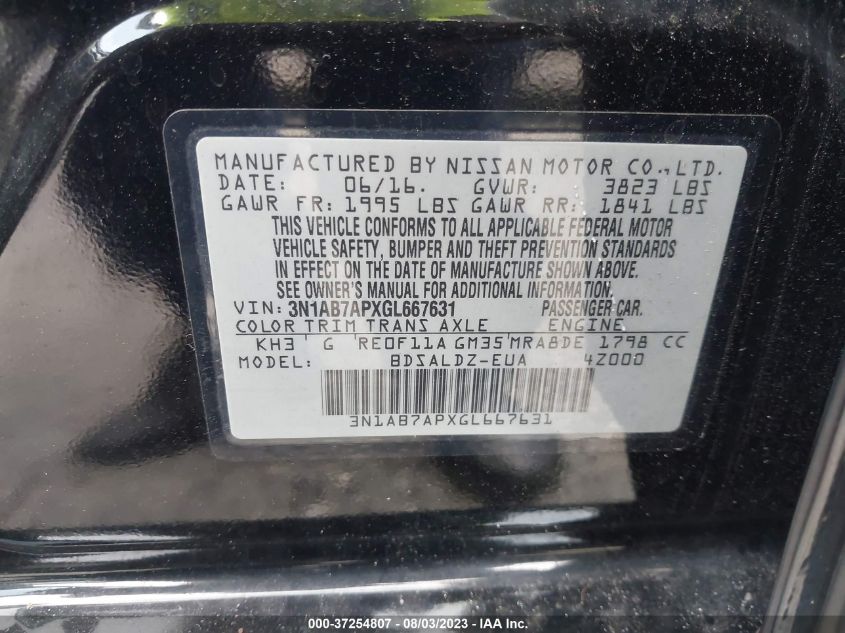 MANUFACTURED BY NISSAN MOTOR CO., LTD.
DATE: 06/16. GVWR: 3823 LBS
GAWR FR: 1995 LBS GAWR RR: 1841 LBS
THIS VEHICLE CONFORMS TO ALL APPLICABLE FEDERAL MOTOR
VEHICLE SAFETY, BUMPER AND THEFT PREVENTION STANDARDS
IN EFFECT ON THE DATE OF MANUFACTURE SHOWN ABOVE.
SEE OWNER'S MANUAL FOR ADDITIONAL INFORMATION.
VIN: 3N1AB7APXGL667631 PASSENGER CAR.
COLOR TRIM TRANS AXLE ENGINE
KH3 G RE0F11A GM35 MRA8DE 1798 CC
MODEL: BDSALDZ-EUA 4Z000
3N1AB7APXGL667631
000-37254807 - 08/03/2023 - IAA Inc.